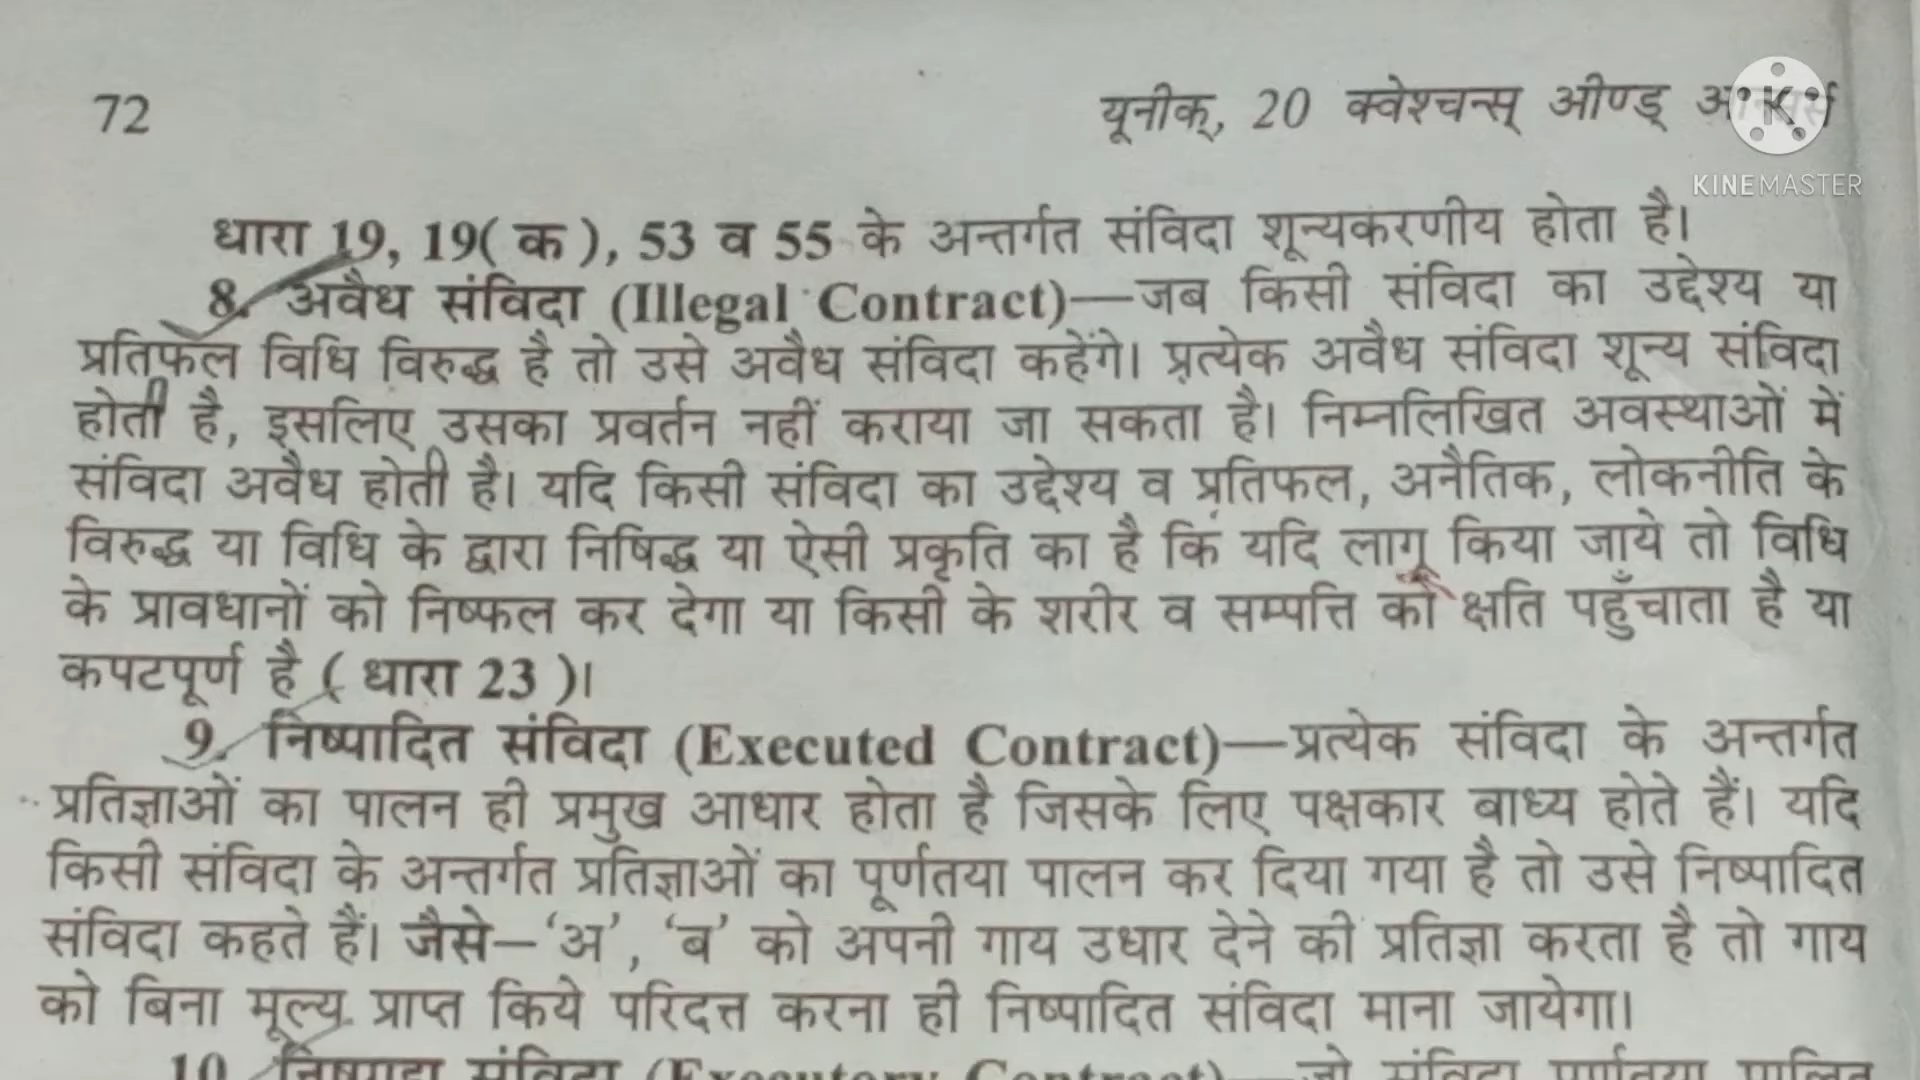 72
यूनीक्, 20 क्वेश्चन्स् ऑण्ड्
KINEMASTER
धारा 19, 19( क ), 53 व 55 के अन्तर्गत संविदा शून्यकरणीय होता है।
8. अवैध संविदा (Illegal Contract)—जब किसी संविदा का उद्देश्य या
प्रतिफल विधि विरुद्ध है तो उसे अवैध संविदा कहेंगे। प्रत्येक अवैध संविदा शून्य संविदा
होती है, इसलिए उसका प्रवर्तन नहीं कराया जा सकता है। निम्नलिखित अवस्थाओं में
संविदा अवैध होती है। यदि किसी संविदा का उद्देश्य व प्रतिफल, अनैतिक, लोकनीति के
विरुद्ध या विधि के द्वारा निषिद्ध या ऐसी प्रकृति का है कि यदि लागू किया जाये तो विधि
के प्रावधानों को निष्फल कर देगा या किसी के शरीर व सम्पत्ति को क्षति पहुँचाता है या
कपटपूर्ण है ( धारा 23 )।
9. निष्पादित संविदा (Executed Contract)—प्रत्येक संविदा के अन्तर्गत
प्रतिज्ञाओं का पालन ही प्रमुख आधार होता है जिसके लिए पक्षकार बाध्य होते हैं। यदि
किसी संविदा के अन्तर्गत प्रतिज्ञाओं का पूर्णतया पालन कर दिया गया है तो उसे निष्पादित
संविदा कहते हैं। जैसे—‘अ’, ‘ब’ को अपनी गाय उधार देने की प्रतिज्ञा करता है तो गाय
को बिना मूल्य प्राप्त किये परिदत्त करना ही निष्पादित संविदा माना जायेगा।
10. संविदा (Executory Contract)—जो संविदा पूर्णतया पालित